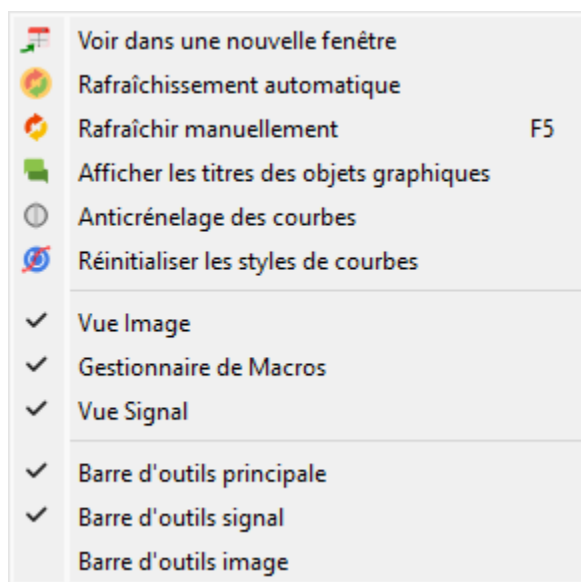 Voir dans une nouvelle fenêtre
Rafraîchissement automatique
Rafraîchir manuellement F5
Afficher les titres des objets graphiques
Anticrénelage des courbes
Réinitialiser les styles de courbes
Vue Image
Gestionnaire de Macros
Vue Signal
Barre d'outils principale
Barre d'outils signal
Barre d'outils image